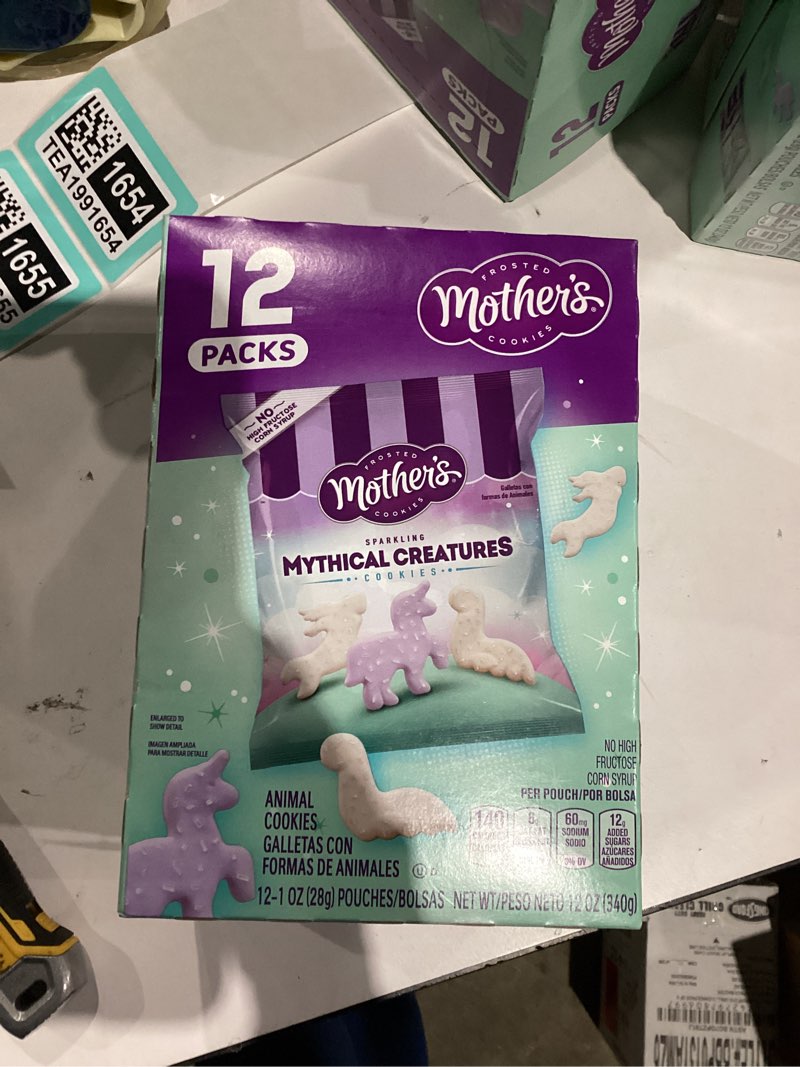 1654
TEA1991654
1655
12
PACKS
12
PACKS
12
PACKS
FROSTED
Mother's
COOKIES
NO
HIGH FRUCTOSE
CORN SYRUP
FROSTED
Mother's
COOKIES
Galletas con
formas de Animales
SPARKLING
MYTHICAL CREATURES
COOKIES
ENLARGED TO
SHOW DETAIL
IMAGEN AMPLIADA
PARA MOSTRAR DETALLE
NO HIGH
FRUCTOSE
CORN SYRUP
PER POUCH/POR BOLSA
140
60mg
SODIUM
SODIO
12g
ADDED
SUGARS
AZÚCARES
AÑADIDOS
ANIMAL
COOKIES
GALLETAS CON
FORMAS DE ANIMALES
12-1 OZ (28g) POUCHES/BOLSAS NET WT/PESO NETO 12 OZ (340g)